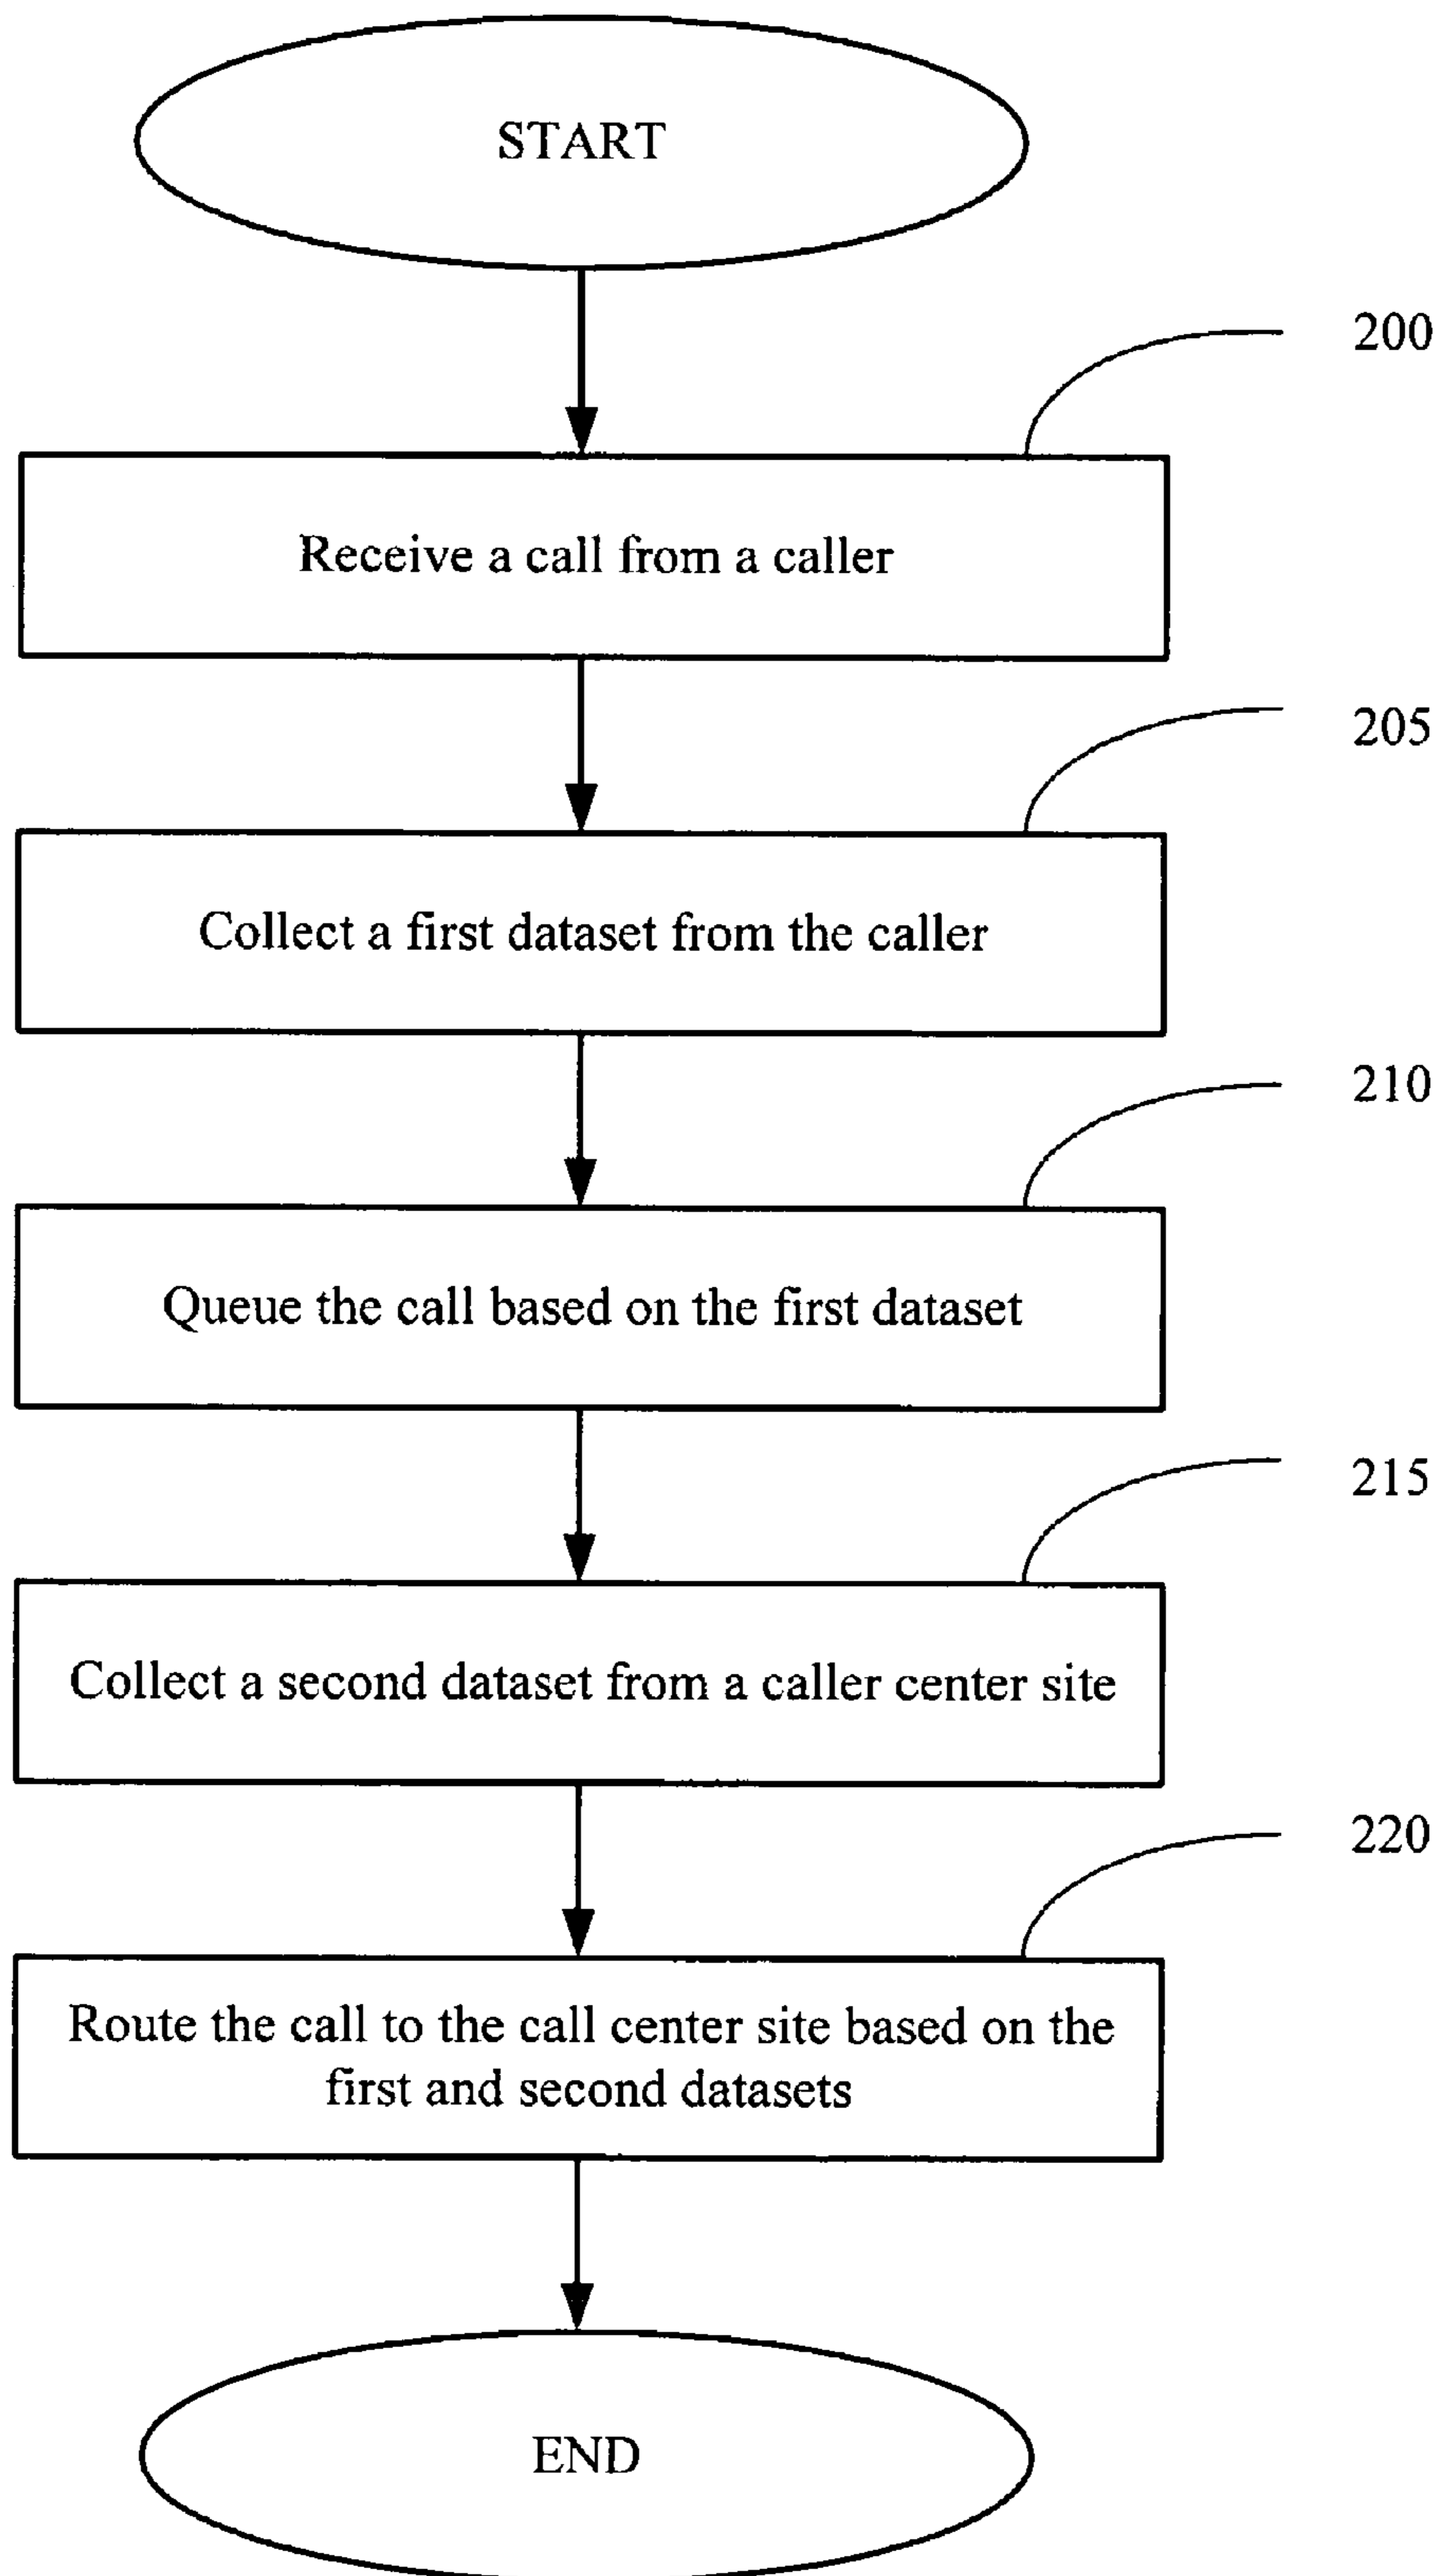 START
200
Receive a call from a caller
205
Collect a first dataset from the caller
210
Queue the call based on the first dataset
215
Collect a second dataset from a caller center site
220
Route the call to the call center site based on the
first and second datasets
END